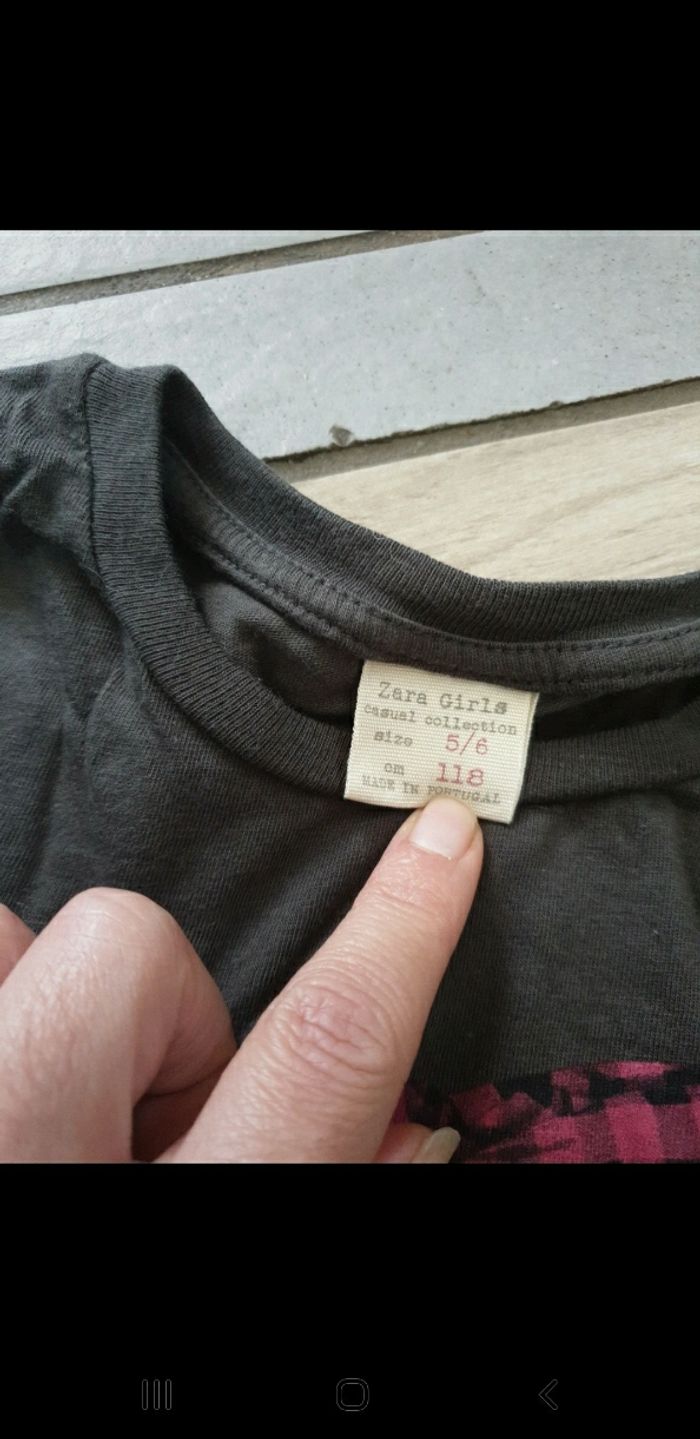 Zara Girls
casual collection
size 5/6
cm 118
MADE IN PORTUGAL